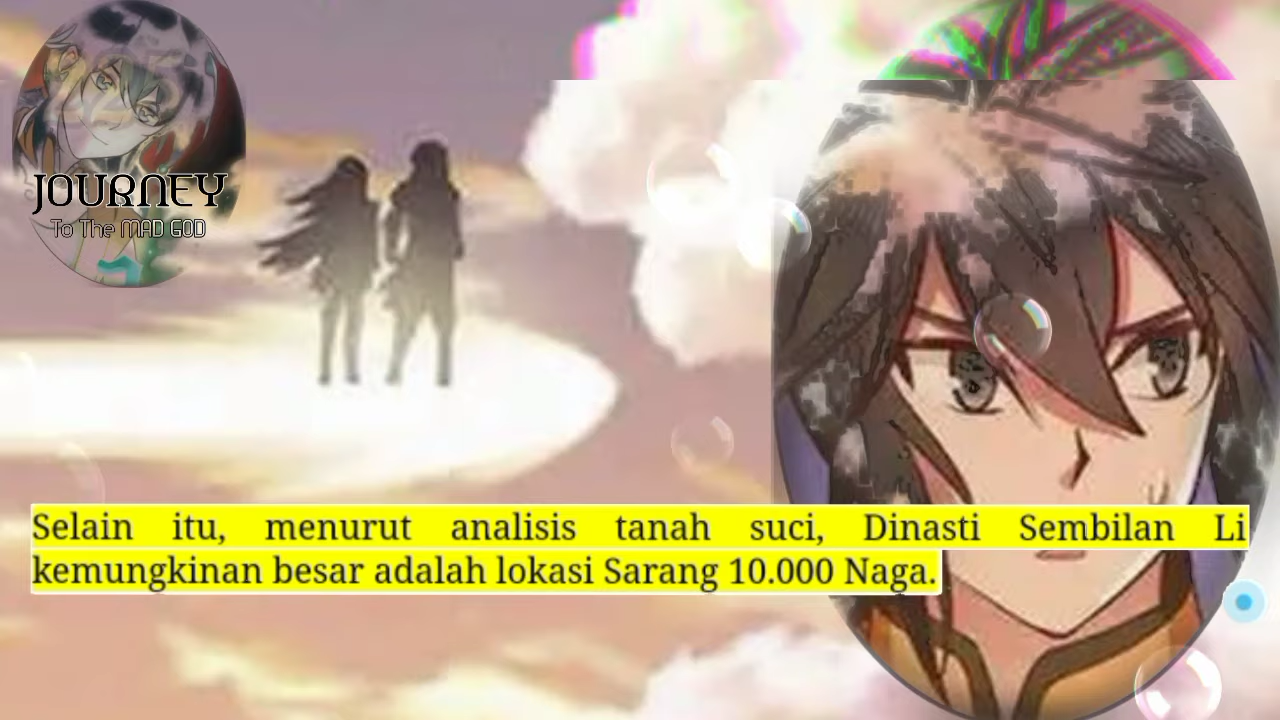 JOURNEY
To The MAD GOD
Selain itu, menurut analisis tanah suci, Dinasti Sembilan Li
kemungkinan besar adalah lokasi Sarang 10.000 Naga.